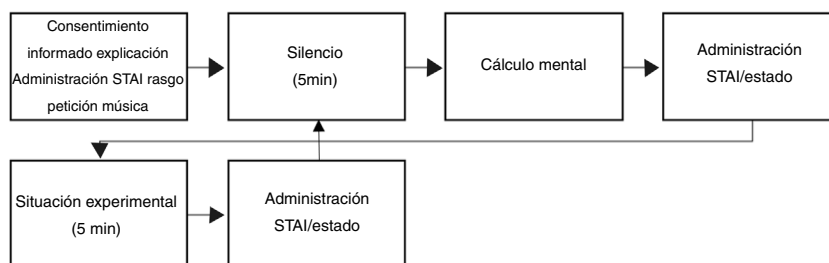 Consentimiento
informado explicación
Administración STAI rasgo
petición música
Silencio
(5min)
Cálculo mental
Administración
STAI/estado
Situación experimental
(5 min)
Administración
STAI/estado